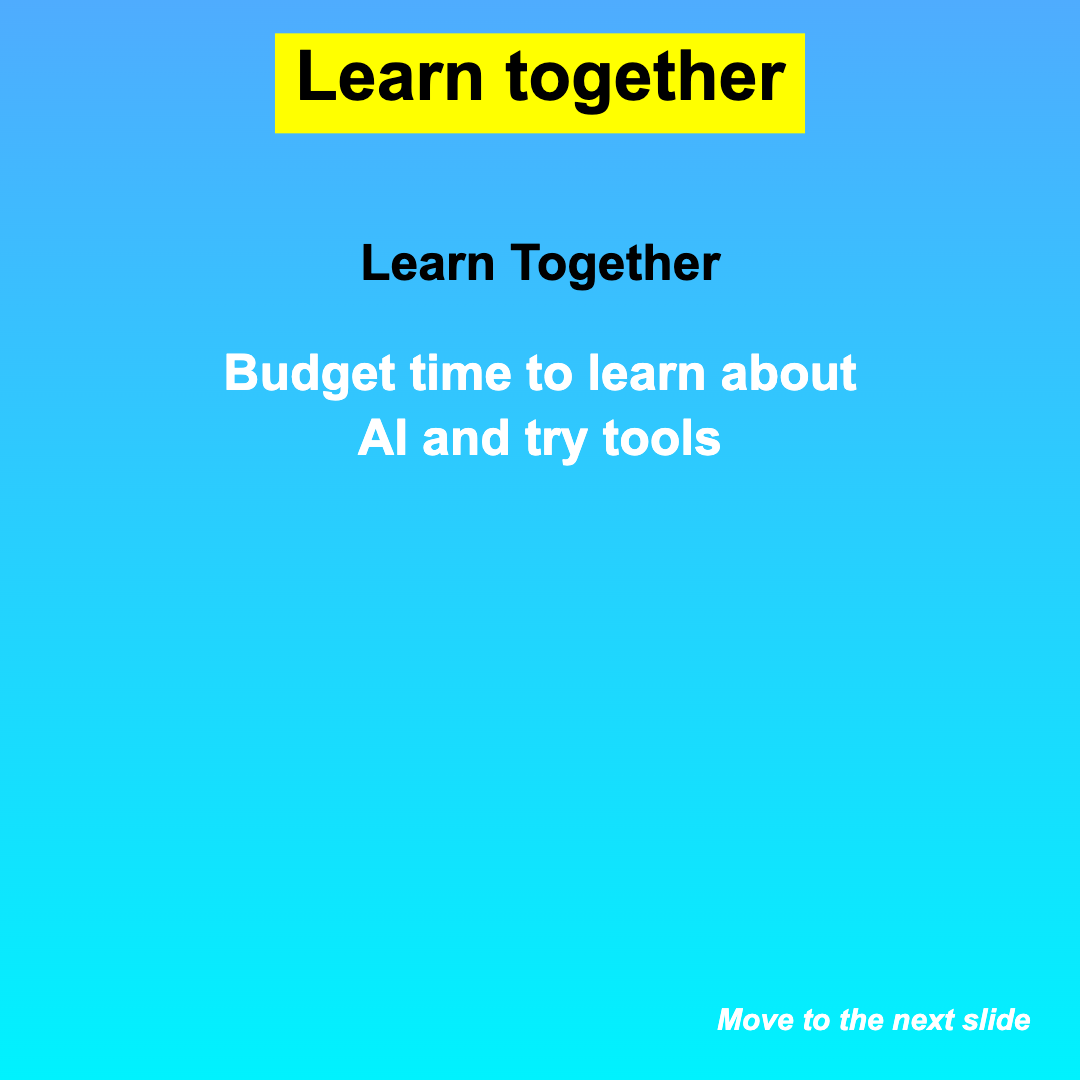 Learn together
Learn Together
Budget time to learn about
AI and try tools
Move to the next slide